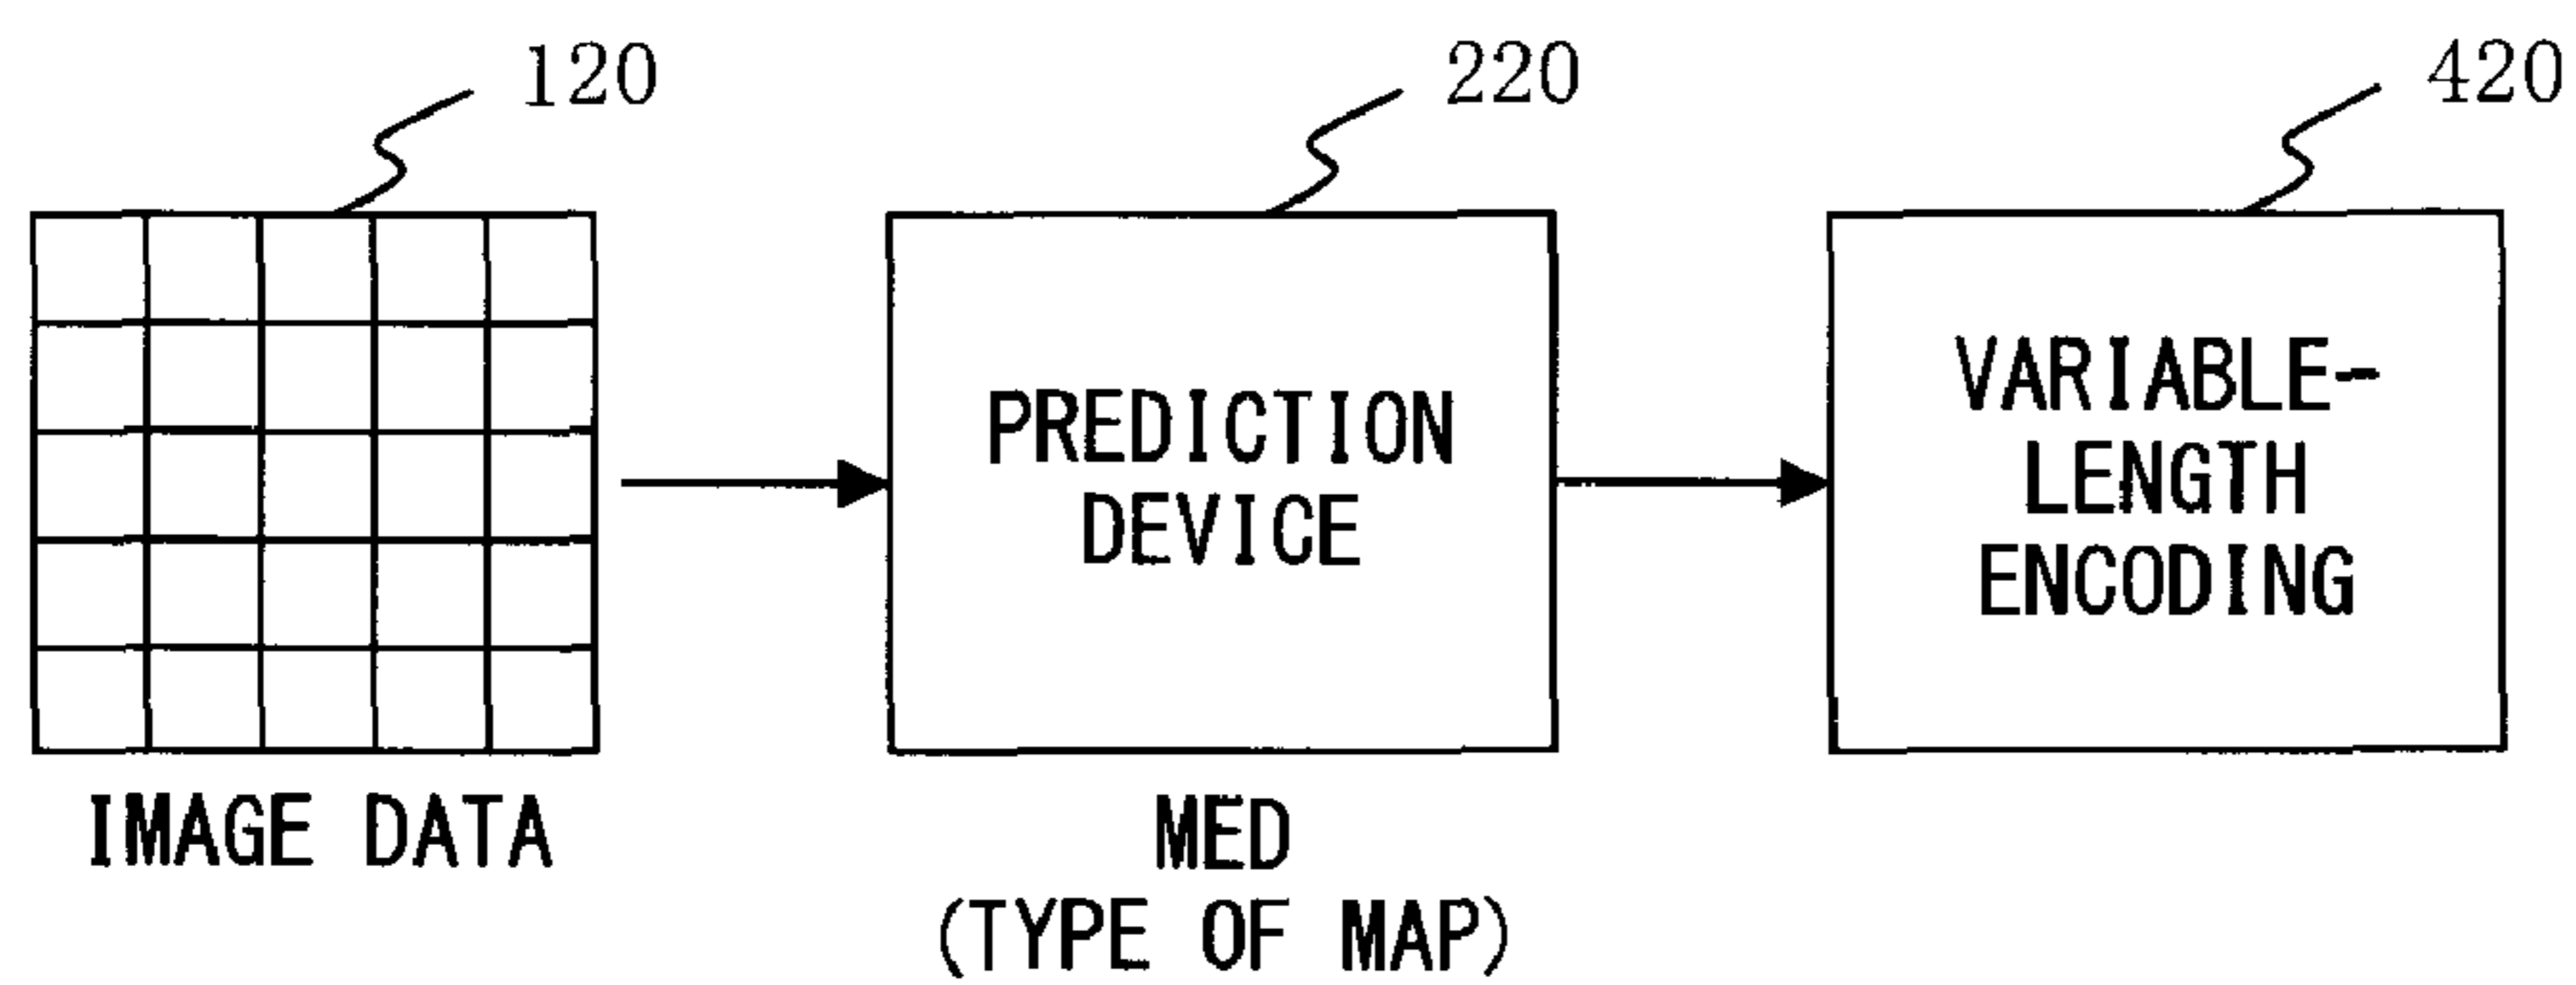 120
220
420
PREDICTION
DEVICE
VARIABLE-
LENGTH
ENCODING
IMAGE DATA
MED
(TYPE OF MAP)